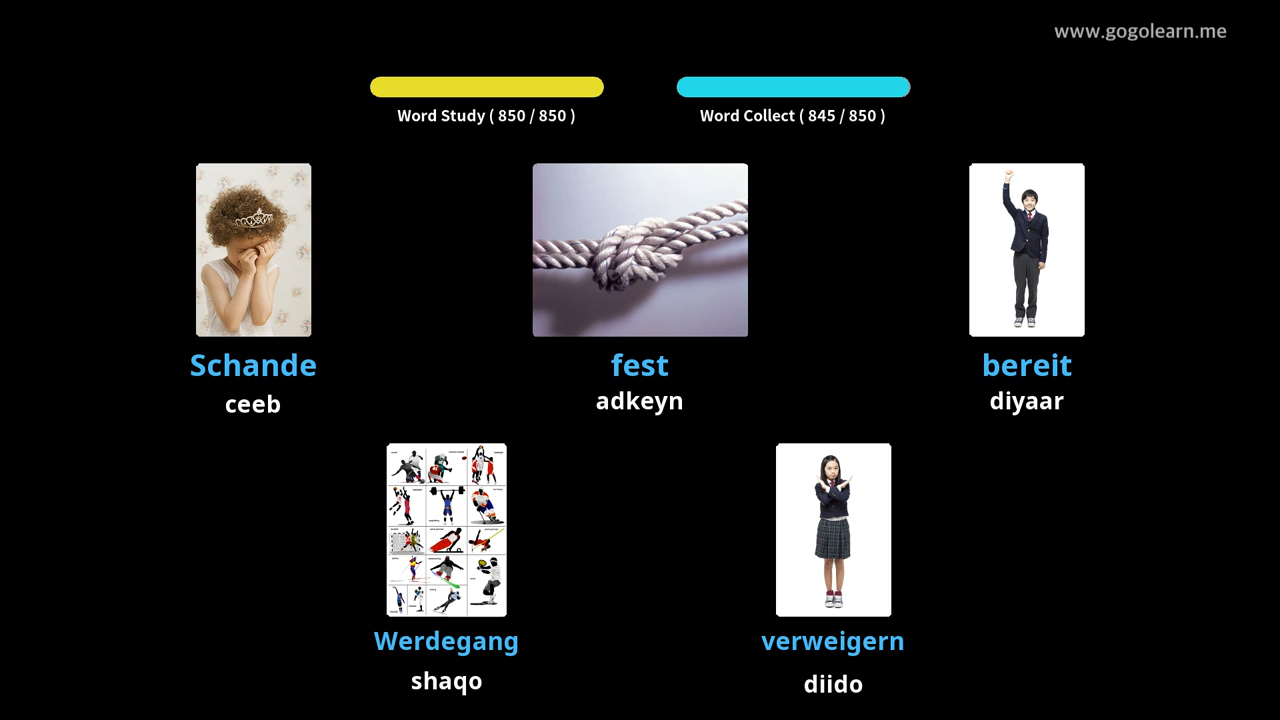 www.gogolearn.me
Word Study ( 850 / 850 )
Word Collect ( 845 / 850 )
Schande
ceeb
fest
adkeyn
bereit
diyaar
Werdegang
shaqo
verweigern
diido